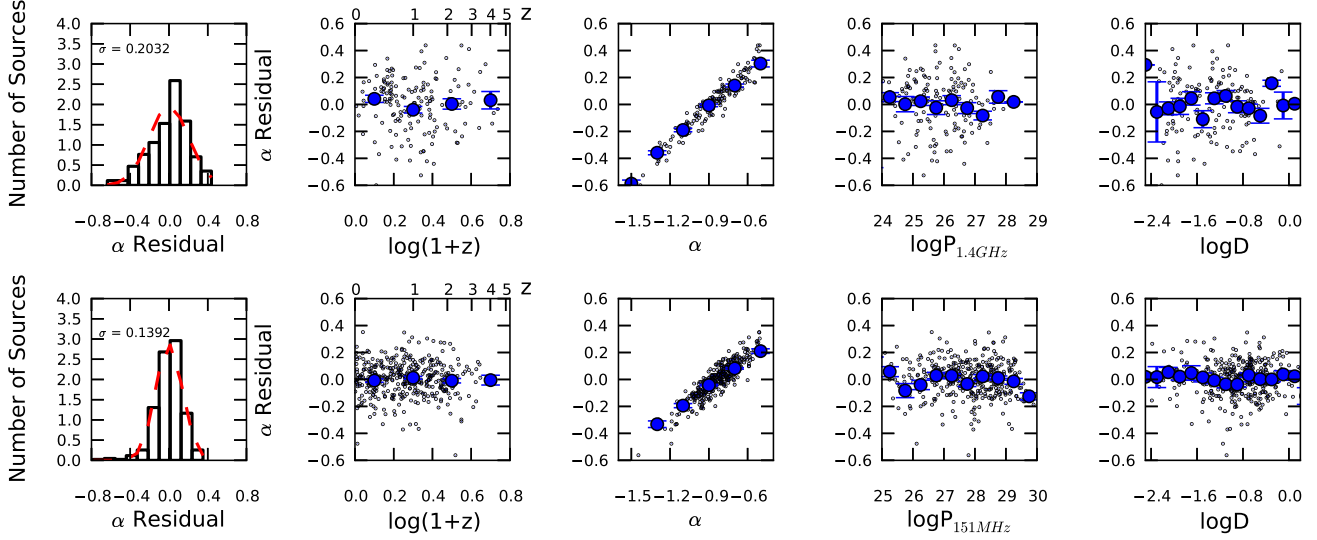 0 1 2 3 4 5 z
Number of Sources
4.0
3.5
3.0
2.5
2.0
1.5
1.0
0.5
0.0
σ = 0.2032
−0.8 −0.4 0.0 0.4 0.8
α Residual
α Residual
0.6
0.4
0.2
0.0
−0.2
−0.4
−0.6
0.0 0.2 0.4 0.6 0.8
log(1+z)
0.6
0.4
0.2
0.0
−0.2
−0.4
−0.6
−1.5 −1.2 −0.9 −0.6
α
0.6
0.4
0.2
0.0
−0.2
−0.4
−0.6
24 25 26 27 28 29
logP1.4GHz
0.6
0.4
0.2
0.0
−0.2
−0.4
−0.6
−2.4 −1.6 −0.8 0.0
logD
0 1 2 3 4 5 z
Number of Sources
4.0
3.5
3.0
2.5
2.0
1.5
1.0
0.5
0.0
σ = 0.1392
−0.8 −0.4 0.0 0.4 0.8
α Residual
α Residual
0.6
0.4
0.2
0.0
−0.2
−0.4
−0.6
0.0 0.2 0.4 0.6 0.8
log(1+z)
0.6
0.4
0.2
0.0
−0.2
−0.4
−0.6
−1.5 −1.2 −0.9 −0.6
α
0.6
0.4
0.2
0.0
−0.2
−0.4
−0.6
25 26 27 28 29 30
logP151MHz
0.6
0.4
0.2
0.0
−0.2
−0.4
−0.6
−2.4 −1.6 −0.8 0.0
logD